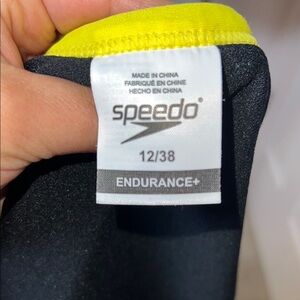 MADE IN CHINA
FABRIQUÉ EN CHINE
HECHO EN CHINA
speedo®
12/38
ENDURANCE+